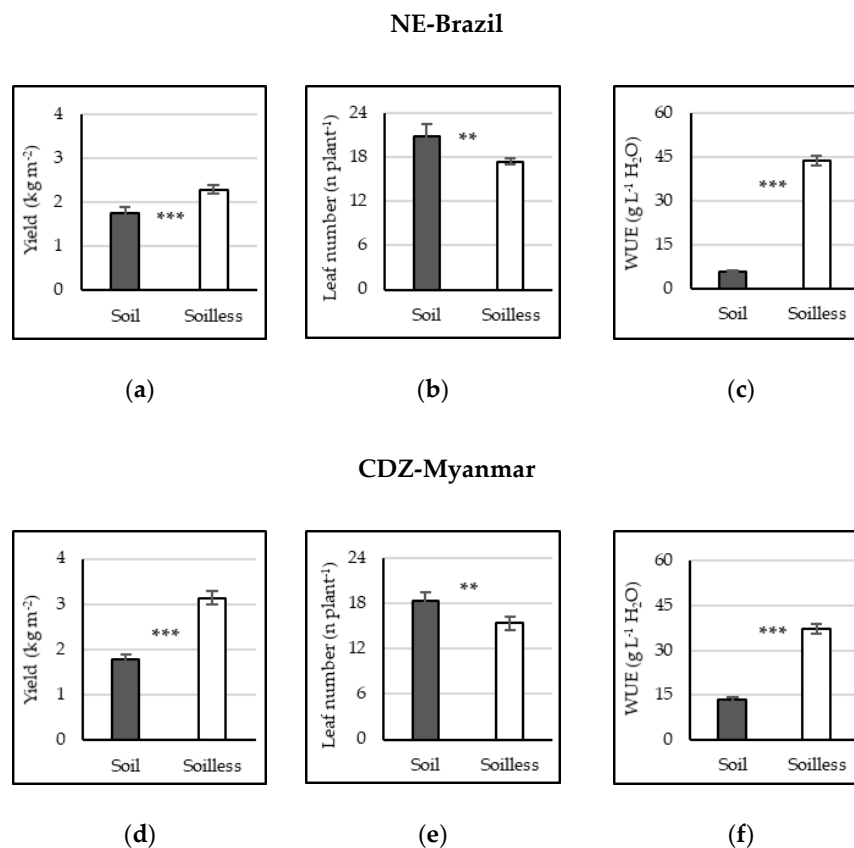 NE-Brazil
Yield (kg m⁻²)
4
3
2
1
0
***
Soil Soilless
(a)
Leaf number (n plant⁻¹)
24
18
12
6
0
**
Soil Soilless
(b)
WUE (g L⁻¹ H₂O)
60
45
30
15
0
***
Soil Soilless
(c)
CDZ-Myanmar
Yield (kg m⁻²)
4
3
2
1
0
***
Soil Soilless
(d)
Leaf number (n plant⁻¹)
24
18
12
6
0
**
Soil Soilless
(e)
WUE (g L⁻¹ H₂O)
60
45
30
15
0
***
Soil Soilless
(f)